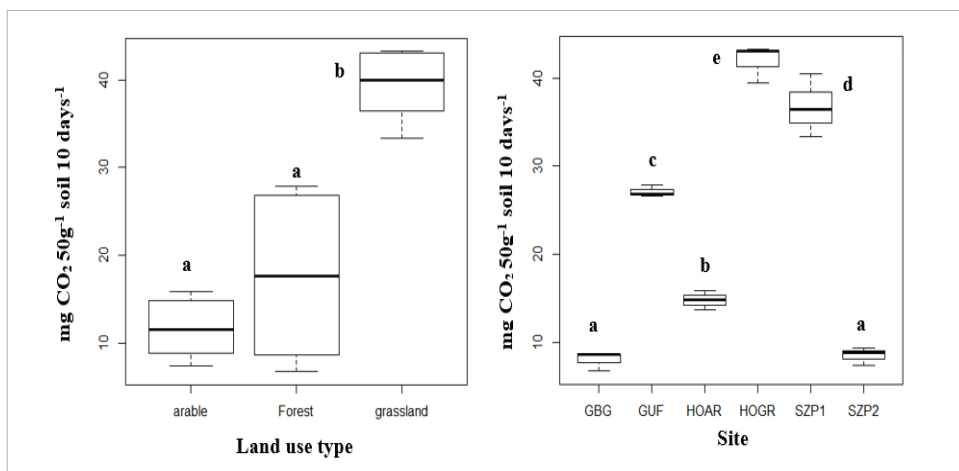 mg CO₂ 50g⁻¹ soil 10 days⁻¹
40
30
20
10
a
a
b
arable Forest grassland
Land use type
mg CO₂ 50g⁻¹ soil 10 days⁻¹
40
30
20
10
a
c
b
e
d
a
GBG GUF HOAR HOGR SZP1 SZP2
Site